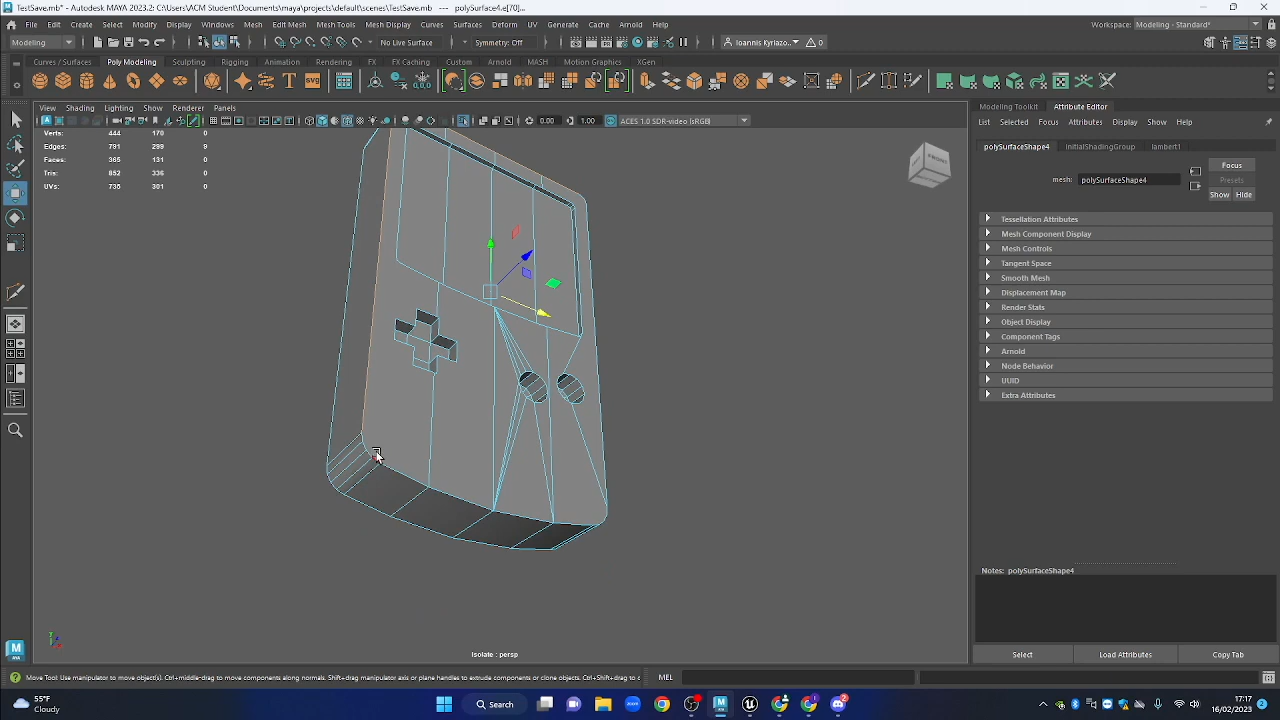 TestSave.mb* - Autodesk MAYA 2023.2: C:\Users\ACM Student\Documents\maya\projects\default\scenes\TestSave.mb --- polySurface4.e[70]...
File Edit Create Select Modify Display Windows Mesh Edit Mesh Mesh Tools Mesh Display Curves Surfaces Deform UV Generate Cache Arnold Help
Workspace: Modeling - Standard*
Modeling No Live Surface Symmetry: Off Ioannis Kyriazo... 0
Curves / Surfaces Poly Modeling Sculpting Rigging Animation Rendering FX FX Caching Custom Arnold MASH Motion Graphics XGen
SVG
View Shading Lighting Show Renderer Panels
0.00 1.00 ACES 1.0 SDR-video (sRGB)
Verts: 444 170 0
Edges: 791 299 9
Faces: 365 131 0
Tris: 852 336 0
UVs: 738 301 0
FRONT
Isolate : persp
Modeling Toolkit Attribute Editor
List Selected Focus Attributes Display Show Help
polySurfaceShape4 initialShadingGroup lambert1
mesh: polySurfaceShape4
Focus
Presets
Show Hide
Tessellation Attributes
Mesh Component Display
Mesh Controls
Tangent Space
Smooth Mesh
Displacement Map
Render Stats
Object Display
Component Tags
Arnold
Node Behavior
UUID
Extra Attributes
Notes: polySurfaceShape4
Select Load Attributes Copy Tab
Move Tool: Use manipulator to move object(s). Ctrl+middle-drag to move components along normals. Shift+drag manipulator axis or plane handles to extrude components or clone objects. Ctrl+Shift+drag to
MEL
55°F
Cloudy
Search
zoom
2
17:17
16/02/2023
2